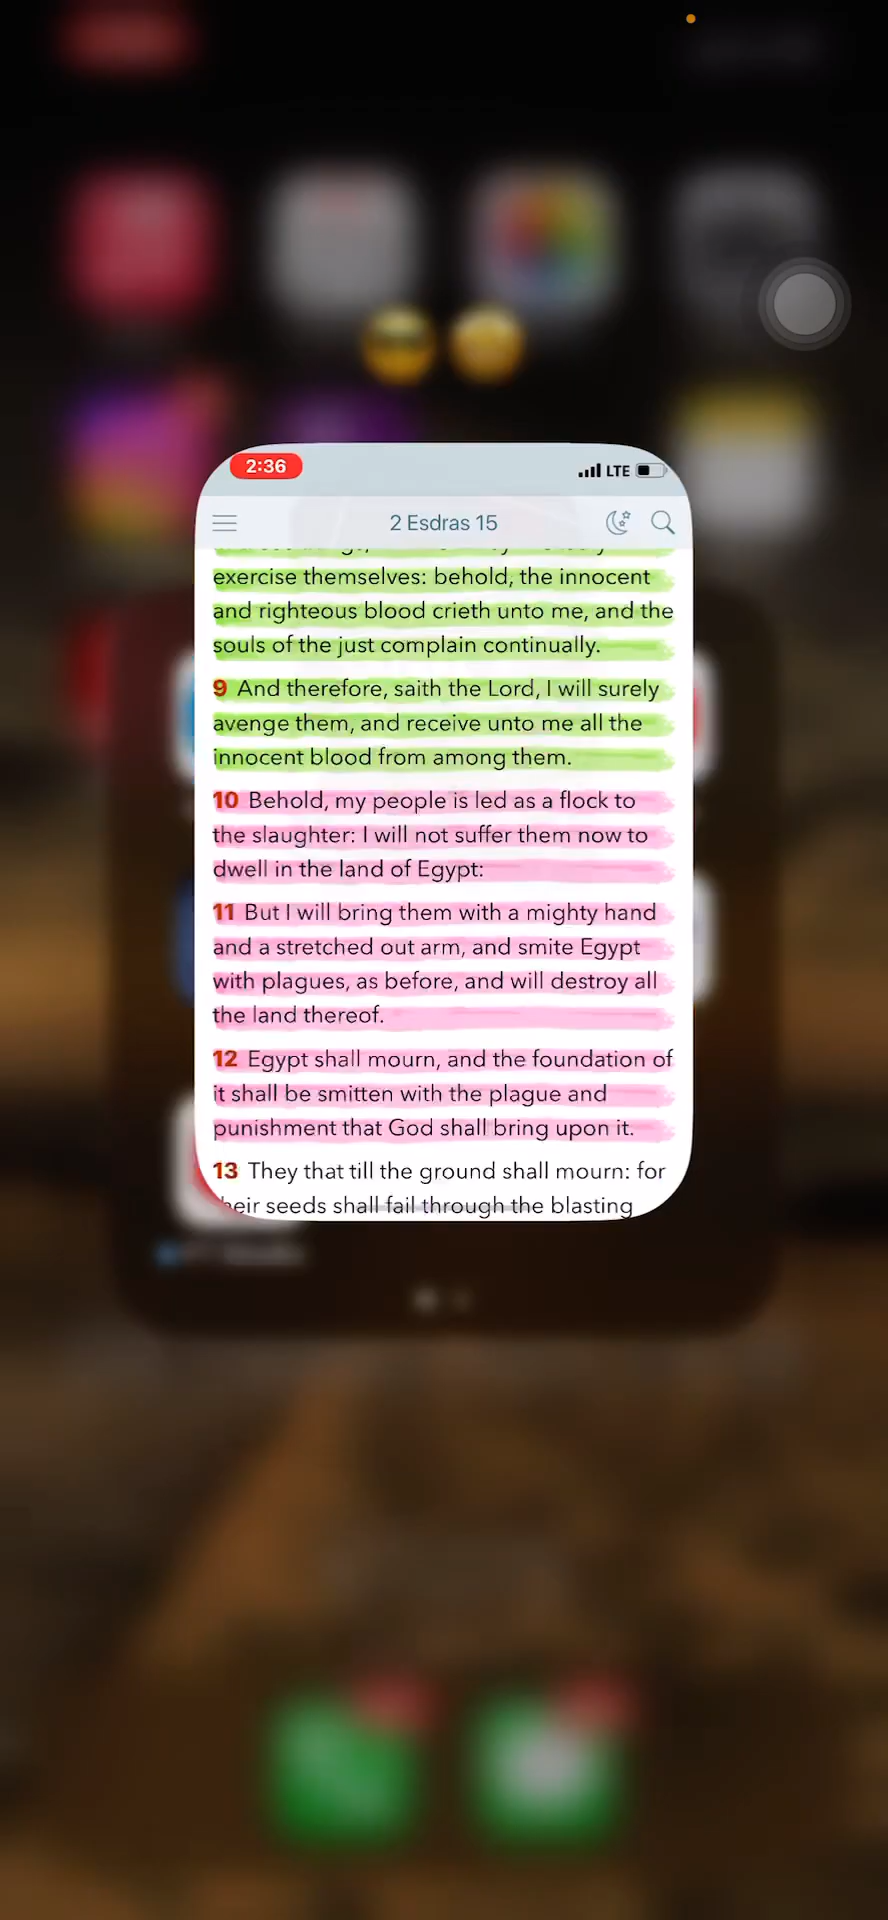 2:36
LTE
2 Esdras 15
exercise themselves: behold, the innocent
and righteous blood crieth unto me, and the
souls of the just complain continually.
9 And therefore, saith the Lord, I will surely
avenge them, and receive unto me all the
innocent blood from among them.
10 Behold, my people is led as a flock to
the slaughter: I will not suffer them now to
dwell in the land of Egypt:
11 But I will bring them with a mighty hand
and a stretched out arm, and smite Egypt
with plagues, as before, and will destroy all
the land thereof.
12 Egypt shall mourn, and the foundation of
it shall be smitten with the plague and
punishment that God shall bring upon it.
13 They that till the ground shall mourn: for
their seeds shall fail through the blasting